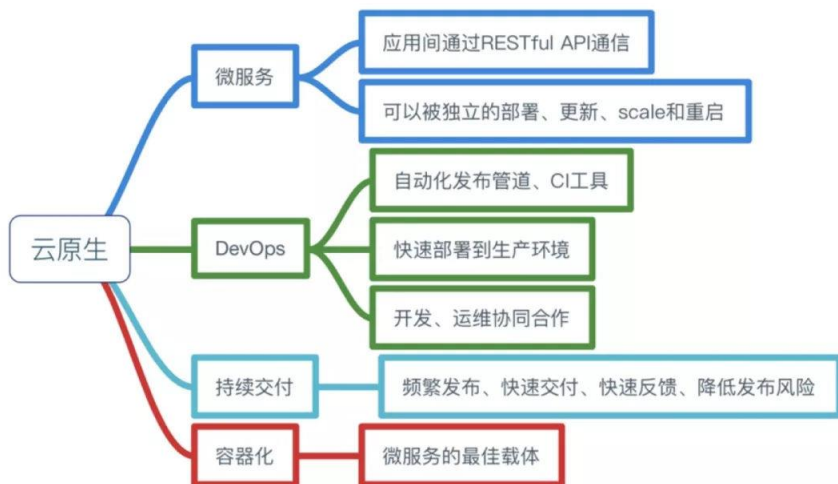 云原生
微服务
应用间通过RESTful API通信
可以被独立的部署、更新、scale和重启
DevOps
自动化发布管道、CI工具
快速部署到生产环境
开发、运维协同合作
持续交付
频繁发布、快速交付、快速反馈、降低发布风险
容器化
微服务的最佳载体